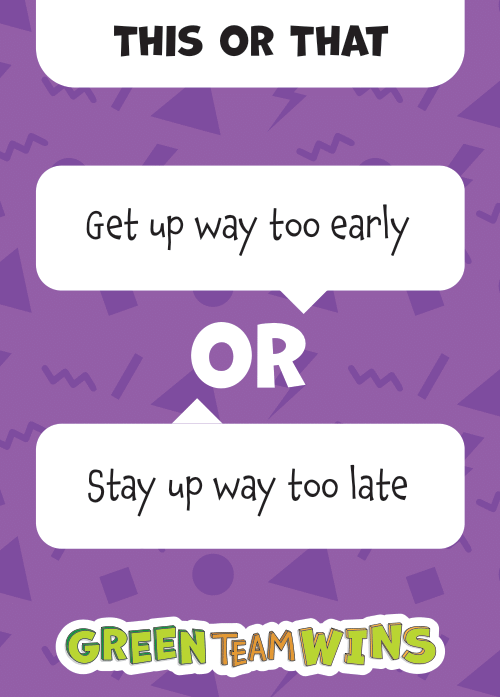 THIS OR THAT
Get up way too early
OR
Stay up way too late
GREEN TEAM WINS